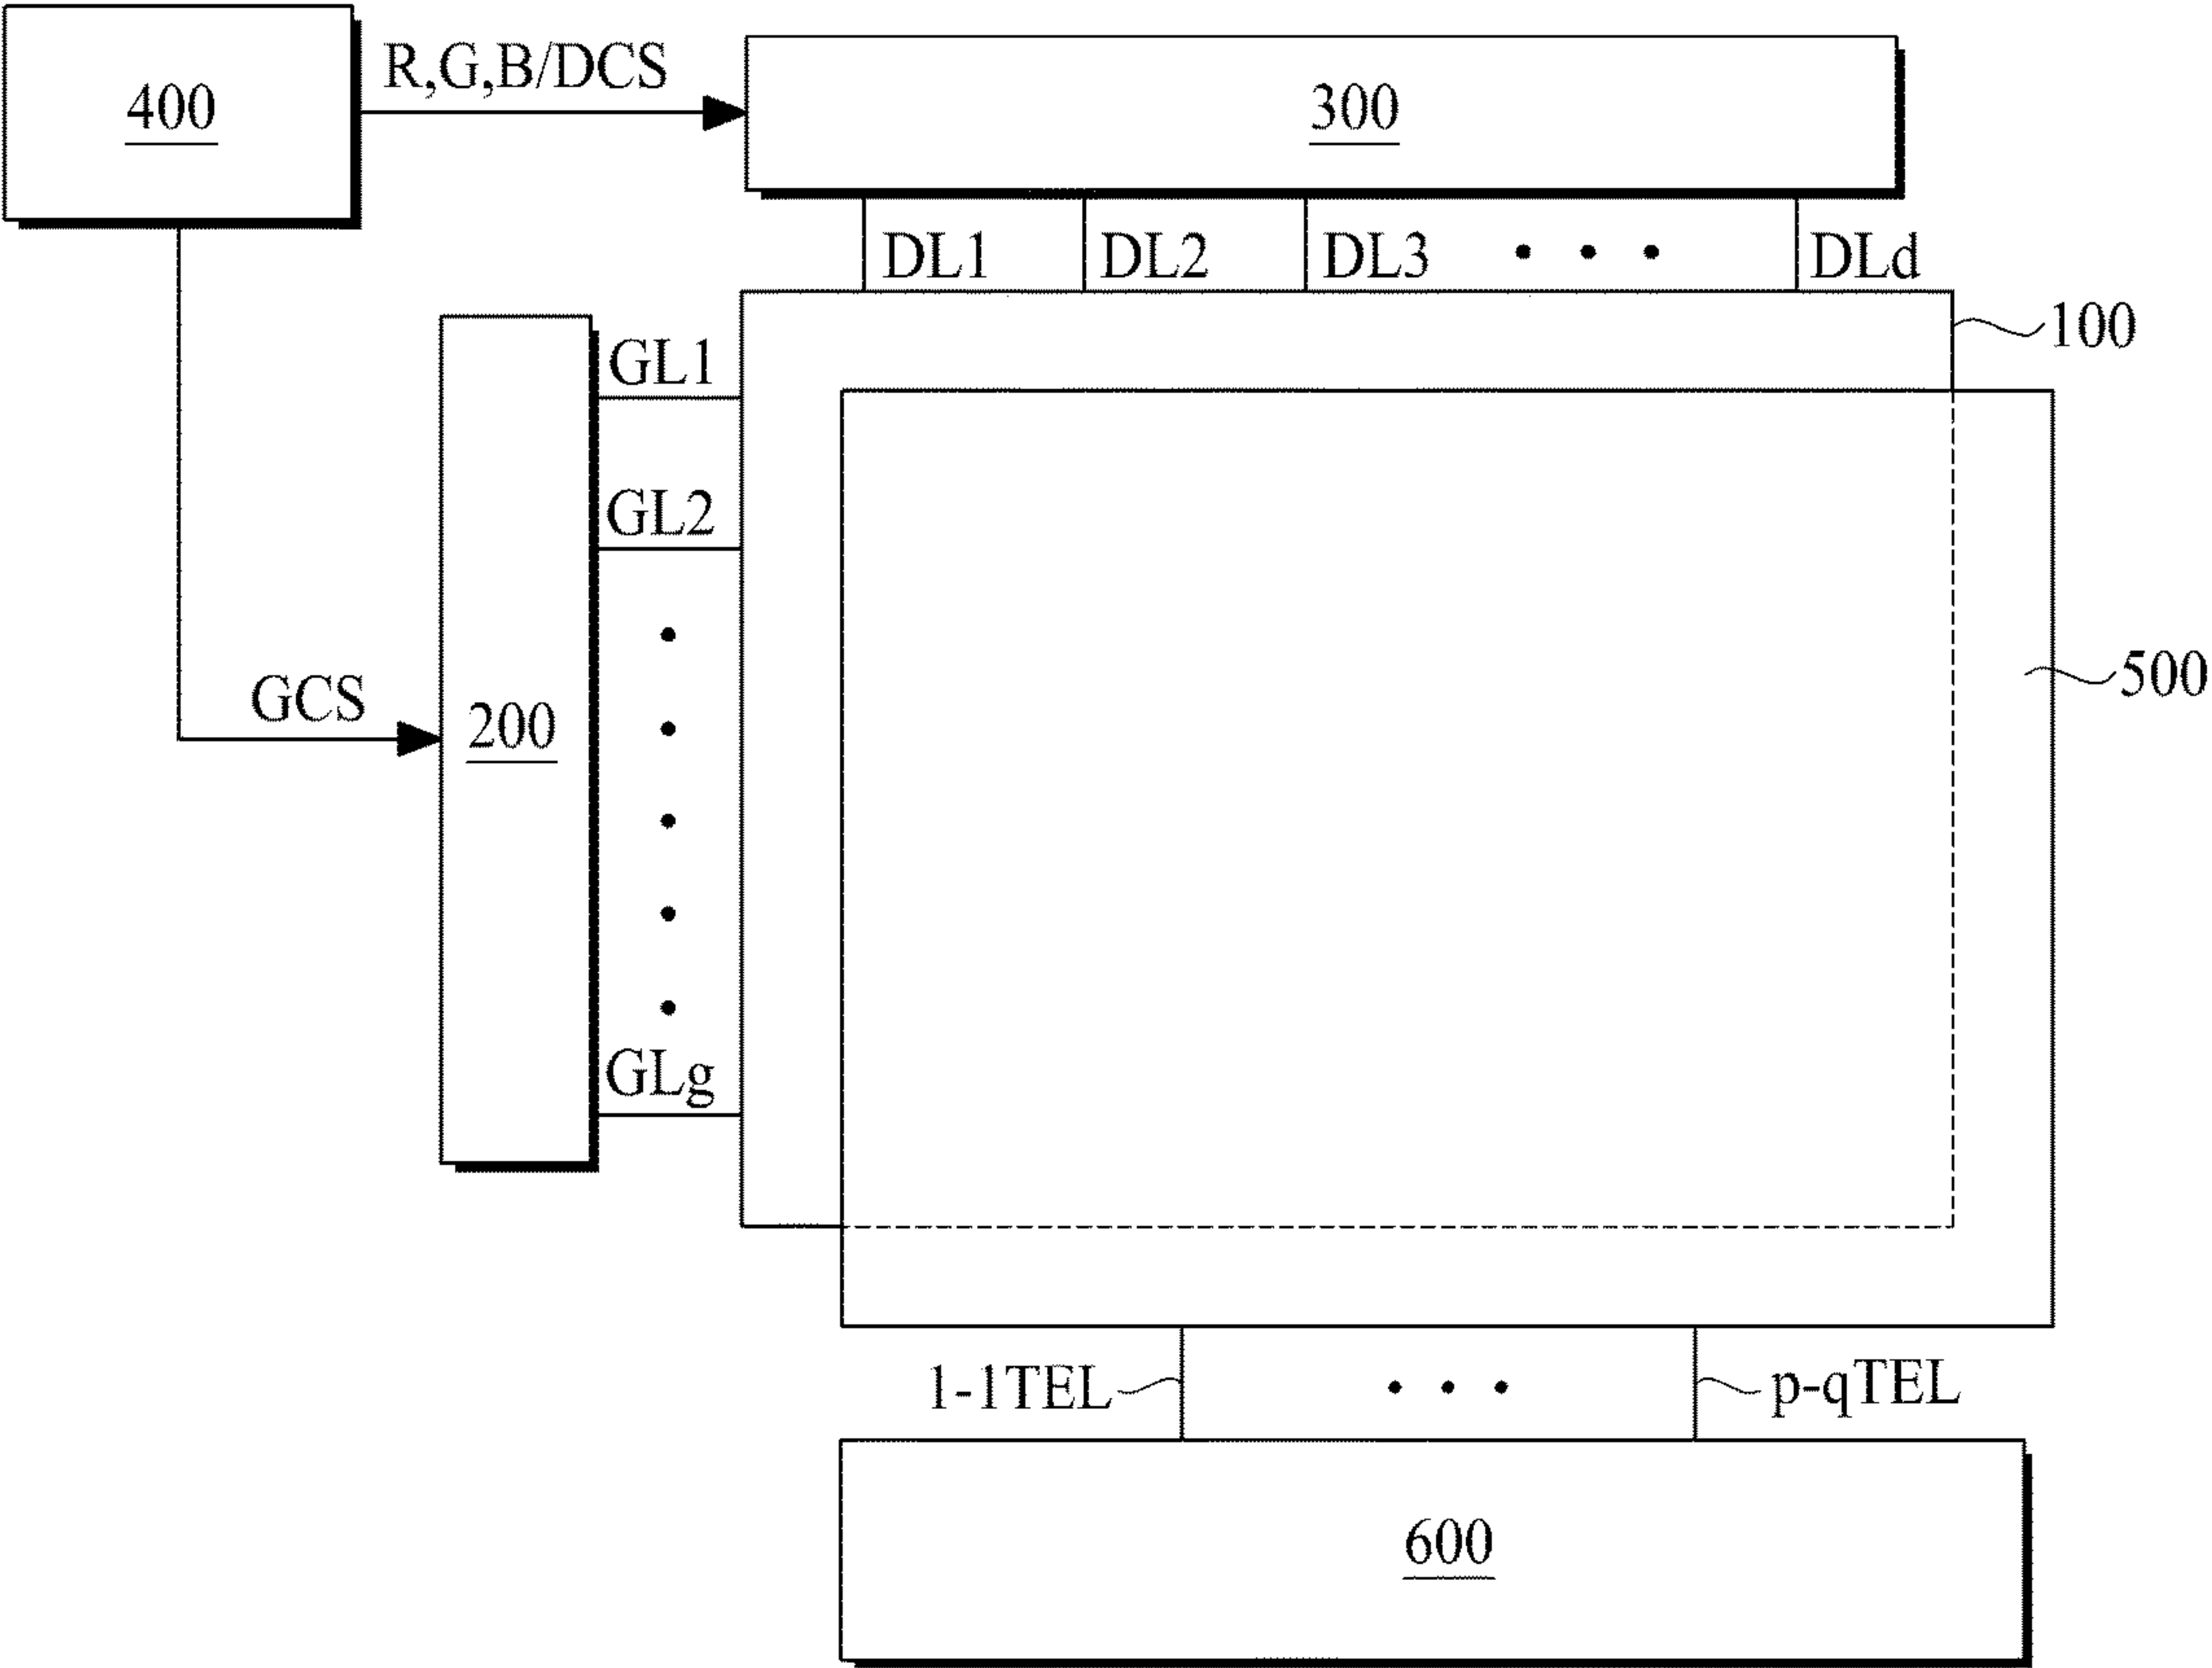 400
R,G,B/DCS
300
DL1 DL2 DL3 • • • DLd
100
GL1
GL2
500
GCS
200
GLg
1-1TEL • • • p-qTEL
600